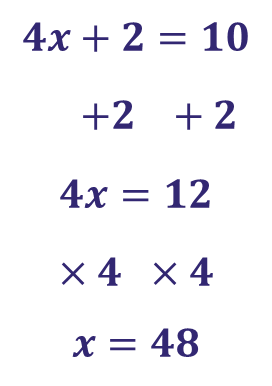 4x + 2 = 10
+2 + 2
4x = 12
× 4 × 4
x = 48